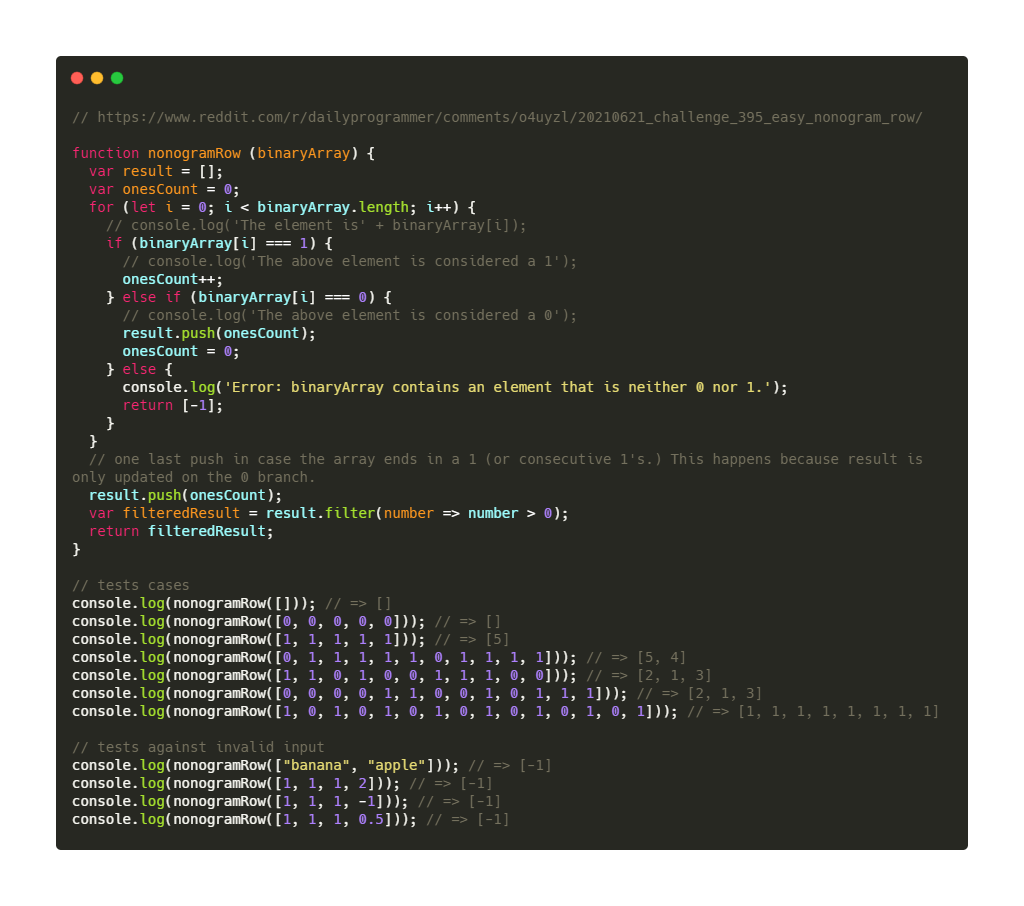 // https://www.reddit.com/r/dailyprogrammer/comments/o4uyzl/20210621_challenge_395_easy_nonogram_row/

function nonogramRow (binaryArray) {
  var result = [];
  var onesCount = 0;
  for (let i = 0; i < binaryArray.length; i++) {
    // console.log('The element is' + binaryArray[i]);
    if (binaryArray[i] === 1) {
      // console.log('The above element is considered a 1');
      onesCount++;
    } else if (binaryArray[i] === 0) {
      // console.log('The above element is considered a 0');
      result.push(onesCount);
      onesCount = 0;
    } else {
      console.log('Error: binaryArray contains an element that is neither 0 nor 1.');
      return [-1];
    }
  }
  // one last push in case the array ends in a 1 (or consecutive 1's.) This happens because result is
only updated on the 0 branch.
  result.push(onesCount);
  var filteredResult = result.filter(number => number > 0);
  return filteredResult;
}

// tests cases
console.log(nonogramRow([])); // => []
console.log(nonogramRow([0, 0, 0, 0, 0])); // => []
console.log(nonogramRow([1, 1, 1, 1, 1])); // => [5]
console.log(nonogramRow([0, 1, 1, 1, 1, 1, 0, 1, 1, 1, 1])); // => [5, 4]
console.log(nonogramRow([1, 1, 0, 1, 0, 0, 1, 1, 1, 0, 0])); // => [2, 1, 3]
console.log(nonogramRow([0, 0, 0, 0, 1, 1, 0, 0, 1, 0, 1, 1, 1])); // => [2, 1, 3]
console.log(nonogramRow([1, 0, 1, 0, 1, 0, 1, 0, 1, 0, 1, 0, 1, 0, 1])); // => [1, 1, 1, 1, 1, 1, 1, 1]

// tests against invalid input
console.log(nonogramRow(["banana", "apple"])); // => [-1]
console.log(nonogramRow([1, 1, 1, 2])); // => [-1]
console.log(nonogramRow([1, 1, 1, -1])); // => [-1]
console.log(nonogramRow([1, 1, 1, 0.5])); // => [-1]